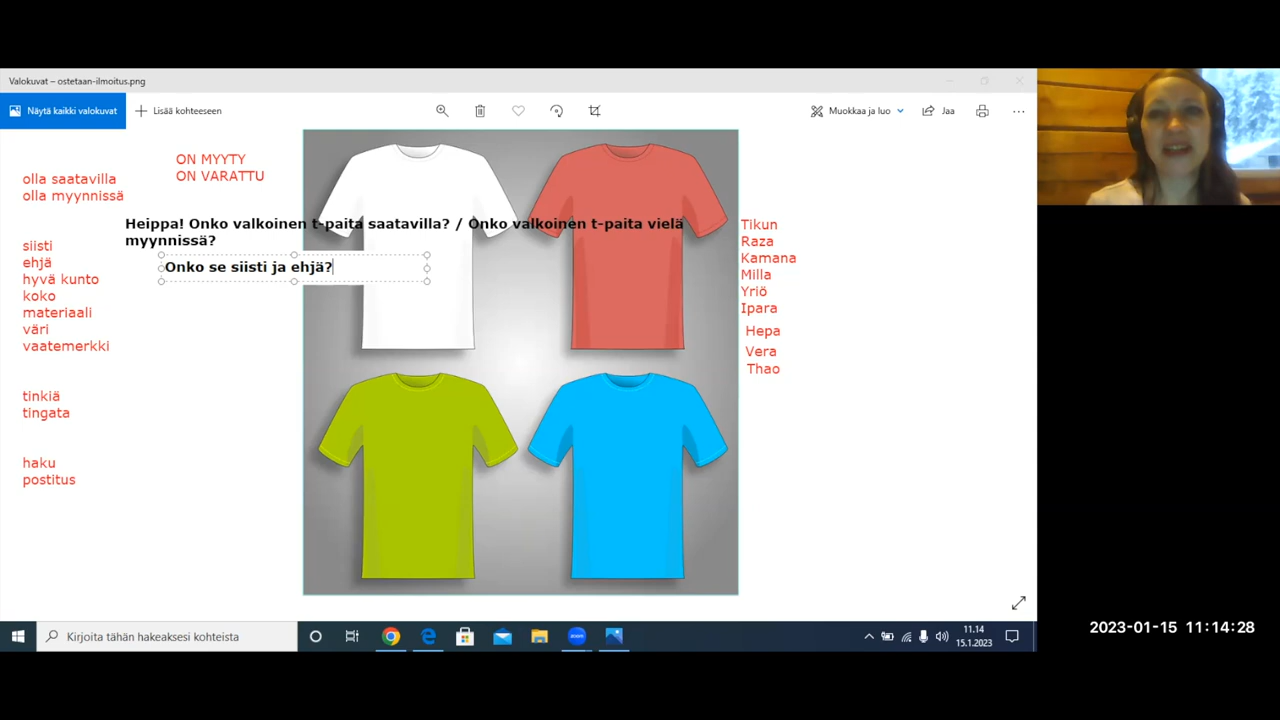 Valokuvat – ostetaan-ilmoitus.png
Näytä kaikki valokuvat
Lisää kohteeseen
Muokkaa ja luo
Jaa
ON MYYTY
ON VARATTU
olla saatavilla
olla myynnissä
Heippa! Onko valkoinen t-paita saatavilla? / Onko valkoinen t-paita vielä
myynnissä?
Onko se siisti ja ehjä?
siisti
ehjä
hyvä kunto
koko
materiaali
väri
vaatemerkki
tinkiä
tingata
haku
postitus
Tikun
Raza
Kamana
Milla
Yriö
Ipara
Hepa
Vera
Thao
Kirjoita tähän hakeaksesi kohteista
zoom
11.14
15.1.2023
2023-01-15 11:14:28